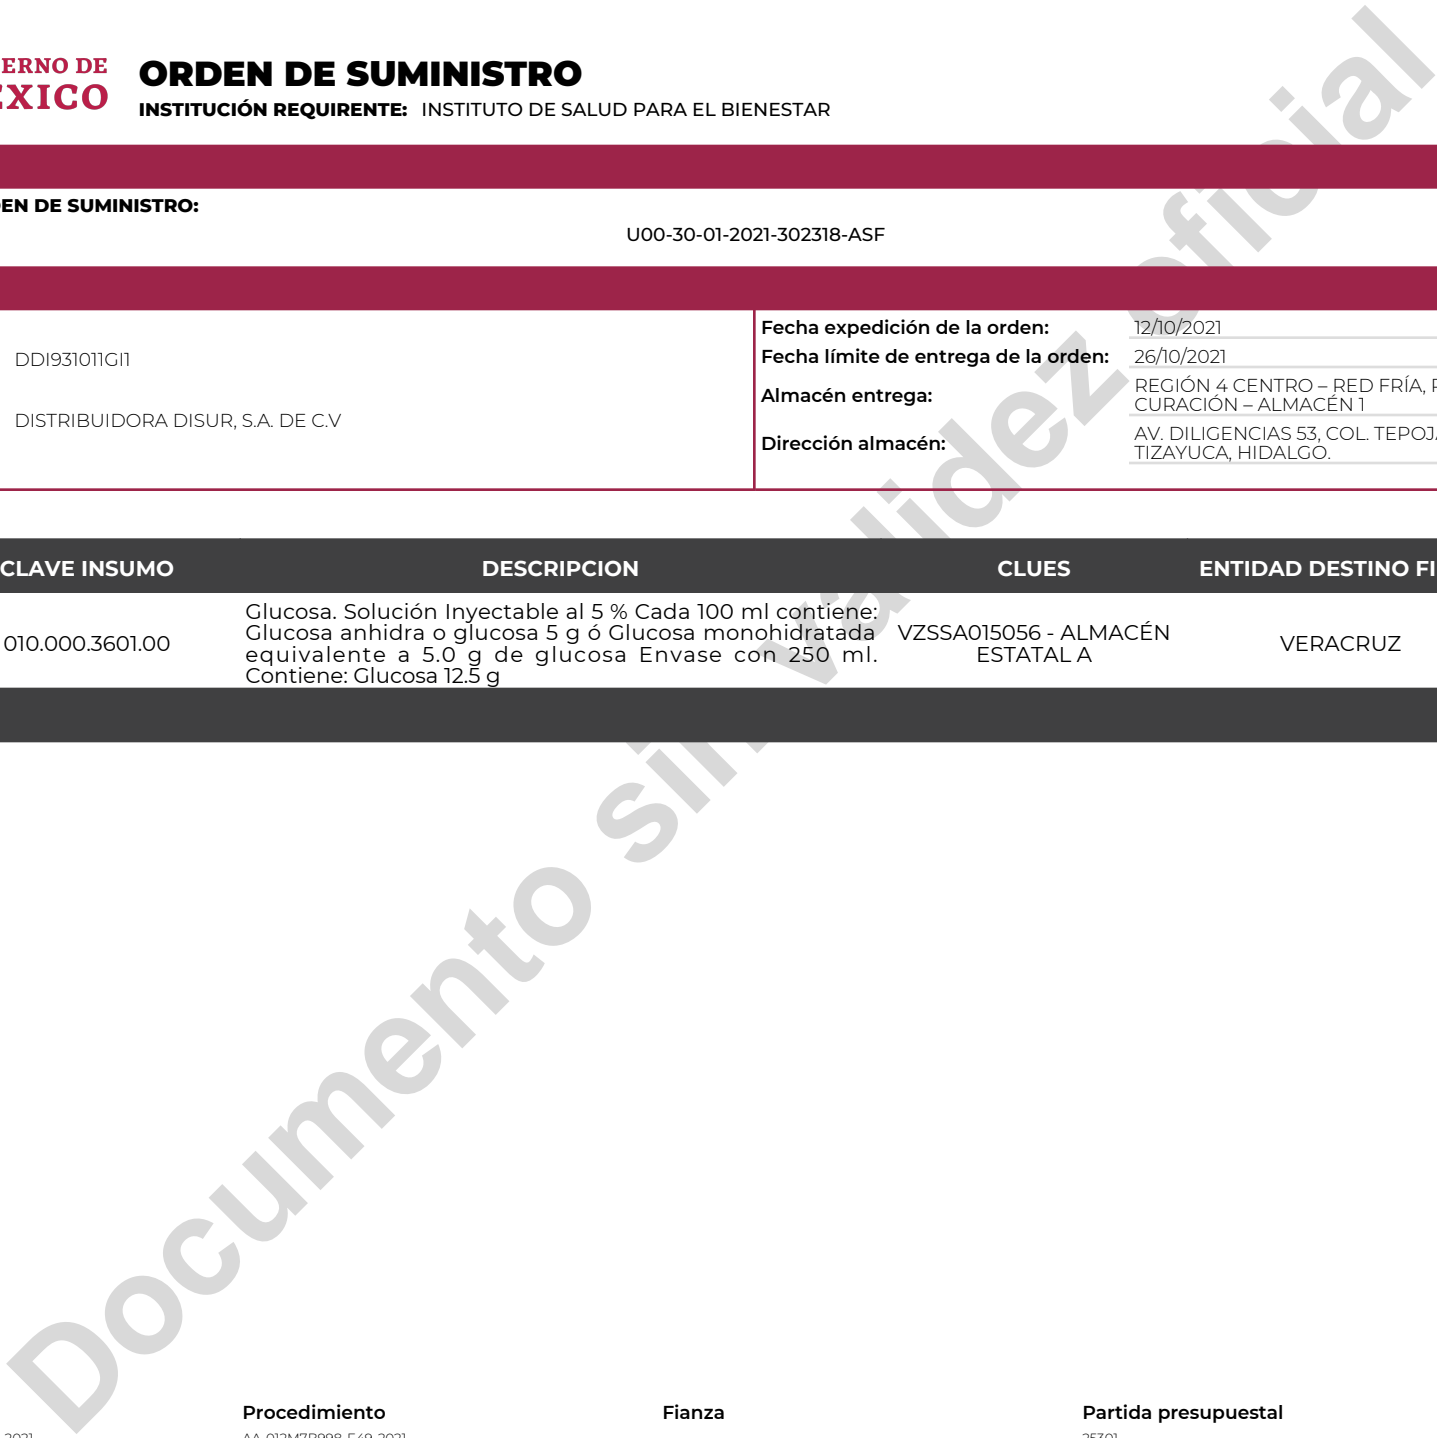 ORDEN DE SUMINISTRO
INSTITUCIÓN REQUIRENTE: INSTITUTO DE SALUD PARA EL BIENESTAR
DE SUMINISTRO:
U00-30-01-2021-302318-ASF
DDI931011GI1
DISTRIBUIDORA DISUR, S.A. DE C.V
Fecha expedición de la orden: 12/10/2021
Fecha límite de entrega de la orden: 26/10/2021
Almacén entrega: REGIÓN 4 CENTRO – RED FRÍA,
CURACIÓN – ALMACÉN 1
Dirección almacén: AV. DILIGENCIAS 53, COL.
TIZAYUCA, HIDALGO.
CLAVE INSUMO DESCRIPCION CLUES ENTIDAD DESTINO
010.000.3601.00
Glucosa. Solución Inyectable al 5 % Cada 100 ml contiene:
Glucosa anhidra o glucosa 5 g ó Glucosa monohidratada
equivalente a 5.0 g de glucosa Envase con 250 ml.
Contiene: Glucosa 12.5 g
VZSSA015056 - ALMACÉN
ESTATAL A
VERACRUZ
Documento sin validez oficial
Procedimiento Fianza Partida presupuestal